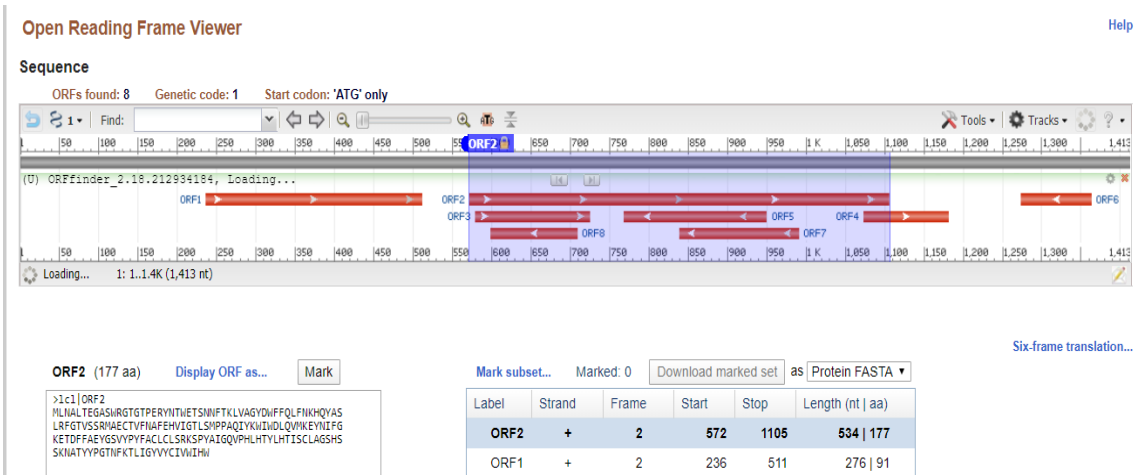 Open Reading Frame Viewer
Help
Sequence
ORFs found: 8 Genetic code: 1 Start codon: 'ATG' only
1 Find: Tools Tracks ?
1 50 100 150 200 250 300 350 400 450 500 55 ORF2 650 700 750 800 850 900 950 1 K 1,050 1,100 1,150 1,200 1,250 1,300 1,413
(U) ORFfinder_2.18.212934184, Loading...
ORF1 ORF2 ORF6
ORF3 ORF5 ORF4
ORF8 ORF7
1 50 100 150 200 250 300 350 400 450 500 550 600 650 700 750 800 850 900 950 1 K 1,050 1,100 1,150 1,200 1,250 1,300 1,413
Loading... 1: 1..1.4K (1,413 nt)
Six-frame translation...
ORF2 (177 aa) Display ORF as... Mark
Mark subset... Marked: 0 Download marked set as Protein FASTA
>lcl|ORF2
MLNALTEGASWRGTGTPERYNTWETSNNFTKLVAGYDWFFQLFNKHQYAS
LRFGTVSSRMAECTVFNAFEHVIGTLSMPPAQIYKWIWDLQVMKEYNIFG
KETDFFAEYGSVYPYFACLCLSRKSPYAIGQVPHLHTYLHTISCLAGSHS
SKNATYYPGTNFKTLIGYVYCIVWIHW
Label Strand Frame Start Stop Length (nt | aa)
ORF2 + 2 572 1105 534 | 177
ORF1 + 2 236 511 276 | 91